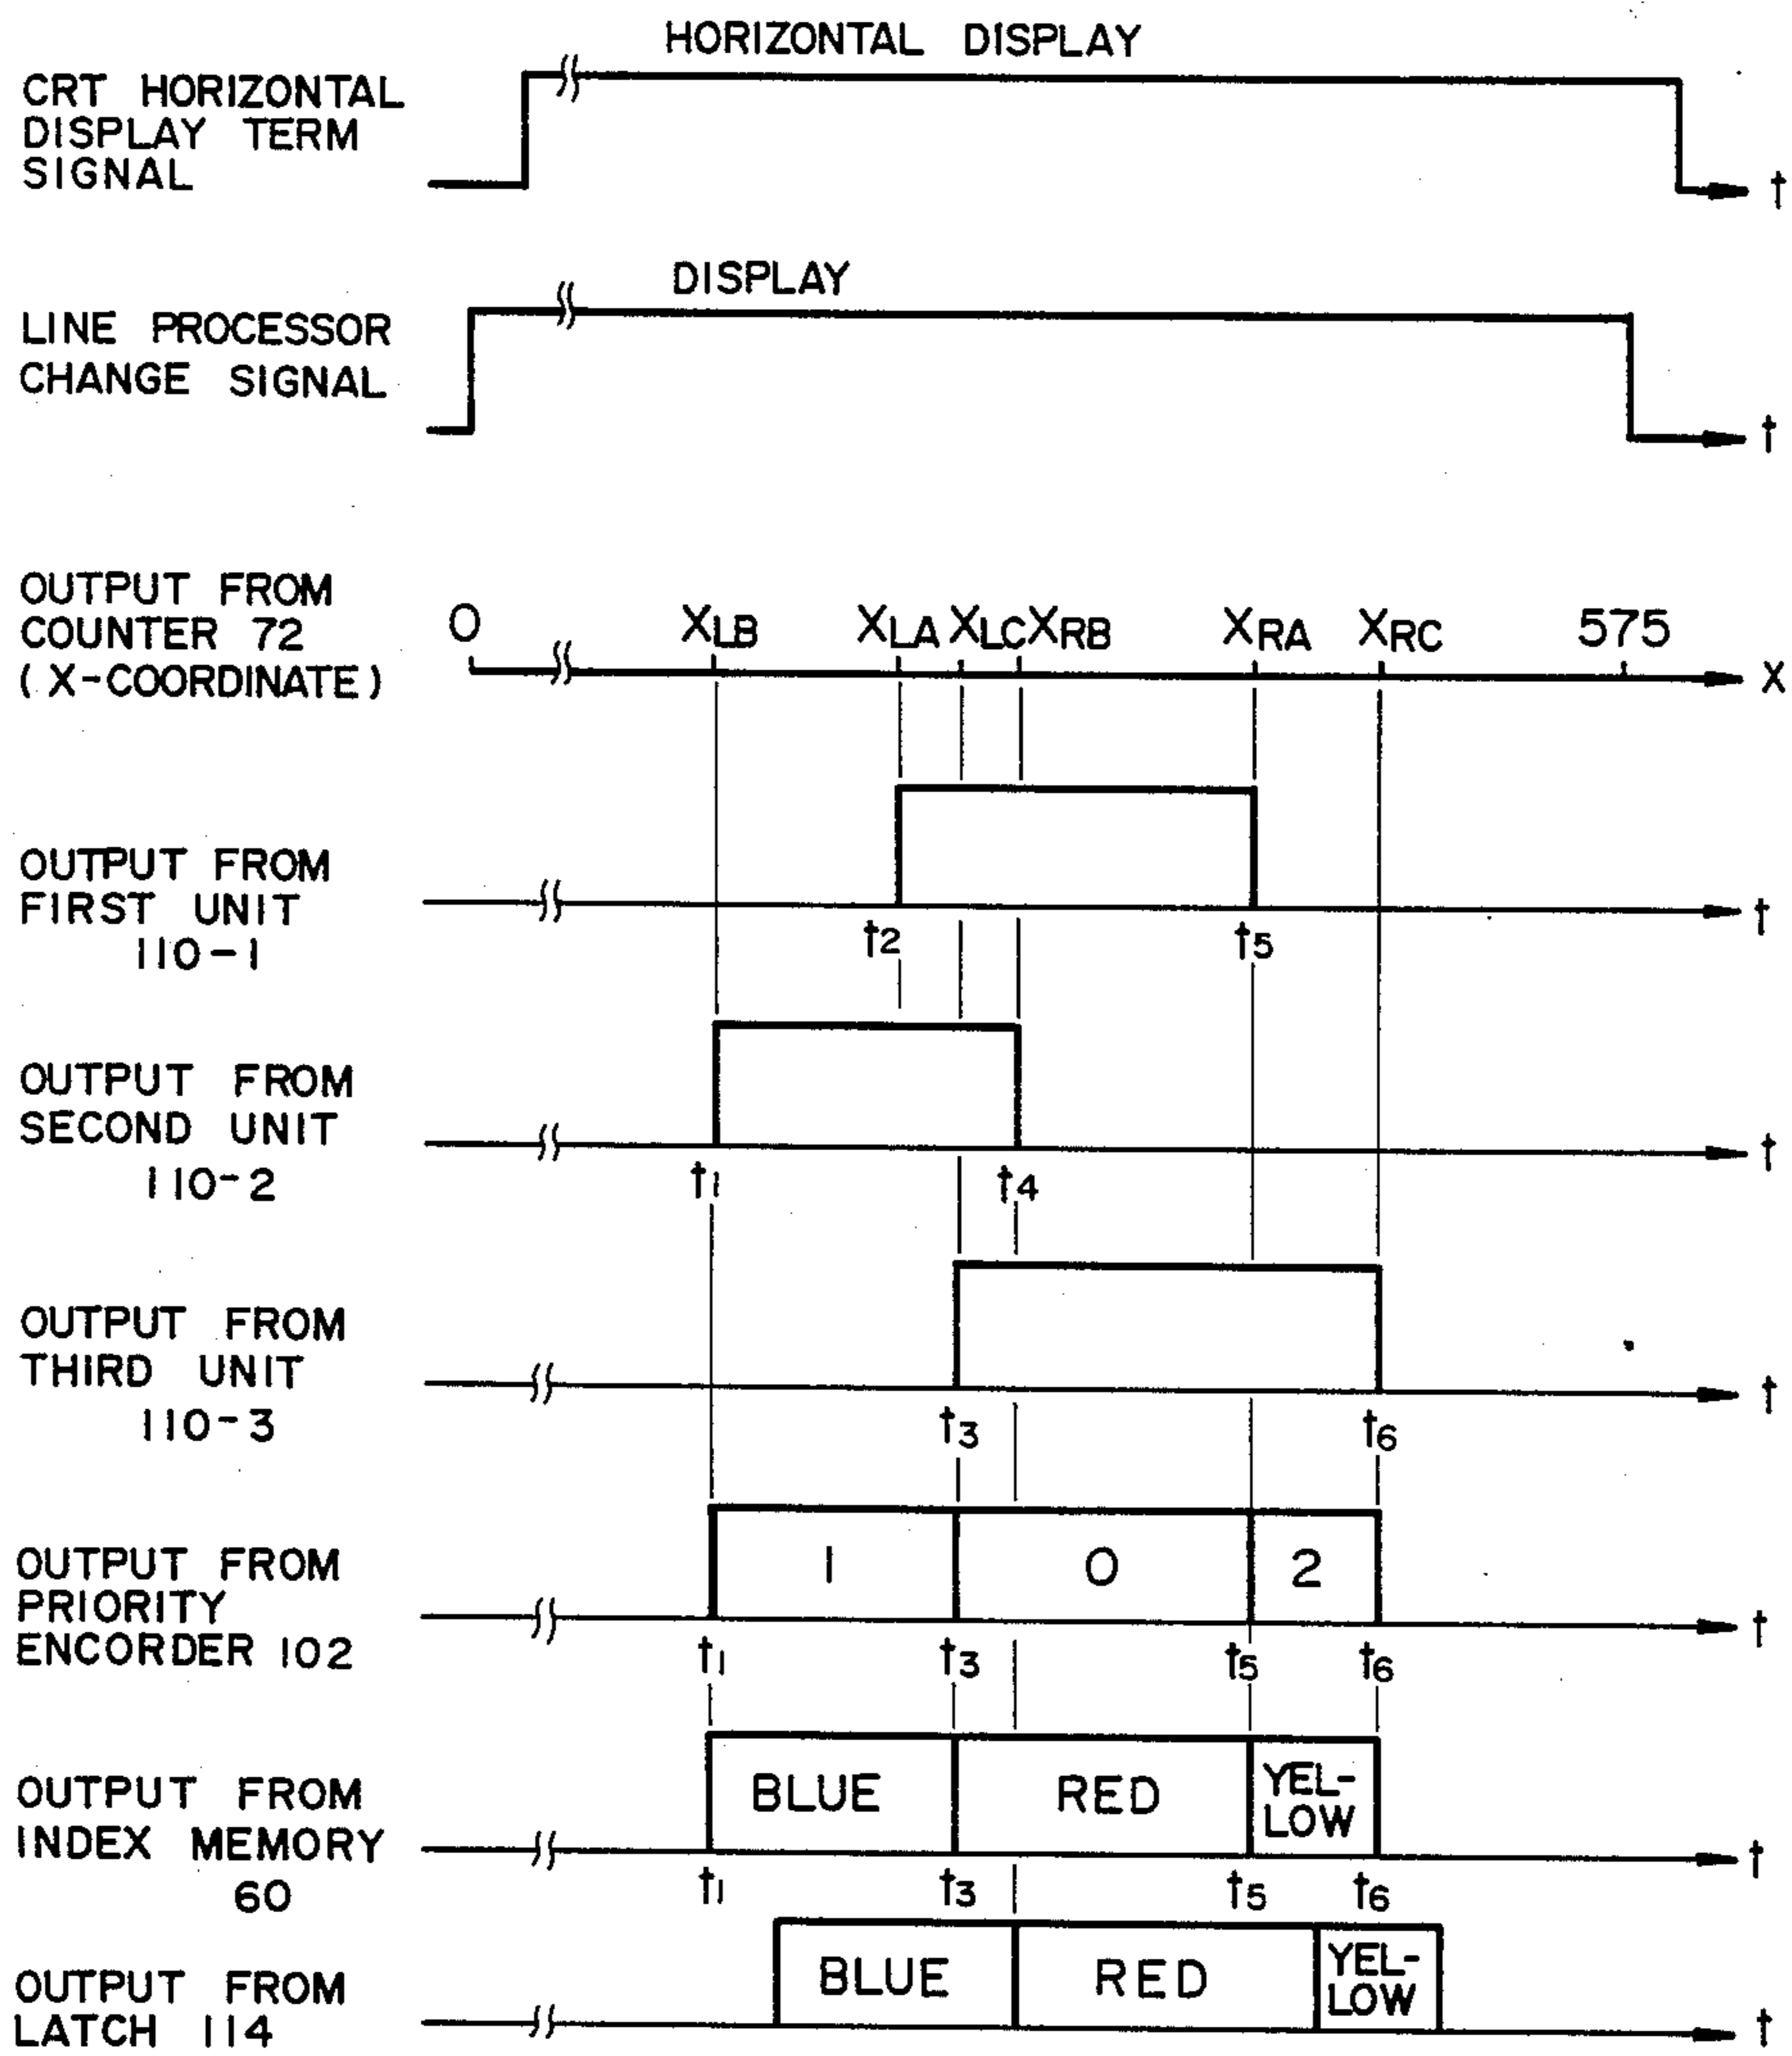 HORIZONTAL DISPLAY
CRT HORIZONTAL
DISPLAY TERM
SIGNAL
t
DISPLAY
LINE PROCESSOR
CHANGE SIGNAL
t
OUTPUT FROM
COUNTER 72
(X-COORDINATE)
0 XLB XLA XLC XRB XRA XRC 575
X
OUTPUT FROM
FIRST UNIT
110-1
t2 t5
t
OUTPUT FROM
SECOND UNIT
110-2
t1 t4
t
OUTPUT FROM
THIRD UNIT
110-3
t3 t6
t
OUTPUT FROM
PRIORITY
ENCORDER 102
1 0 2
t1 t3 t5 t6
t
OUTPUT FROM
INDEX MEMORY
60
BLUE RED YEL-
LOW
t1 t3 t5 t6
t
OUTPUT FROM
LATCH 114
BLUE RED YEL-
LOW
t